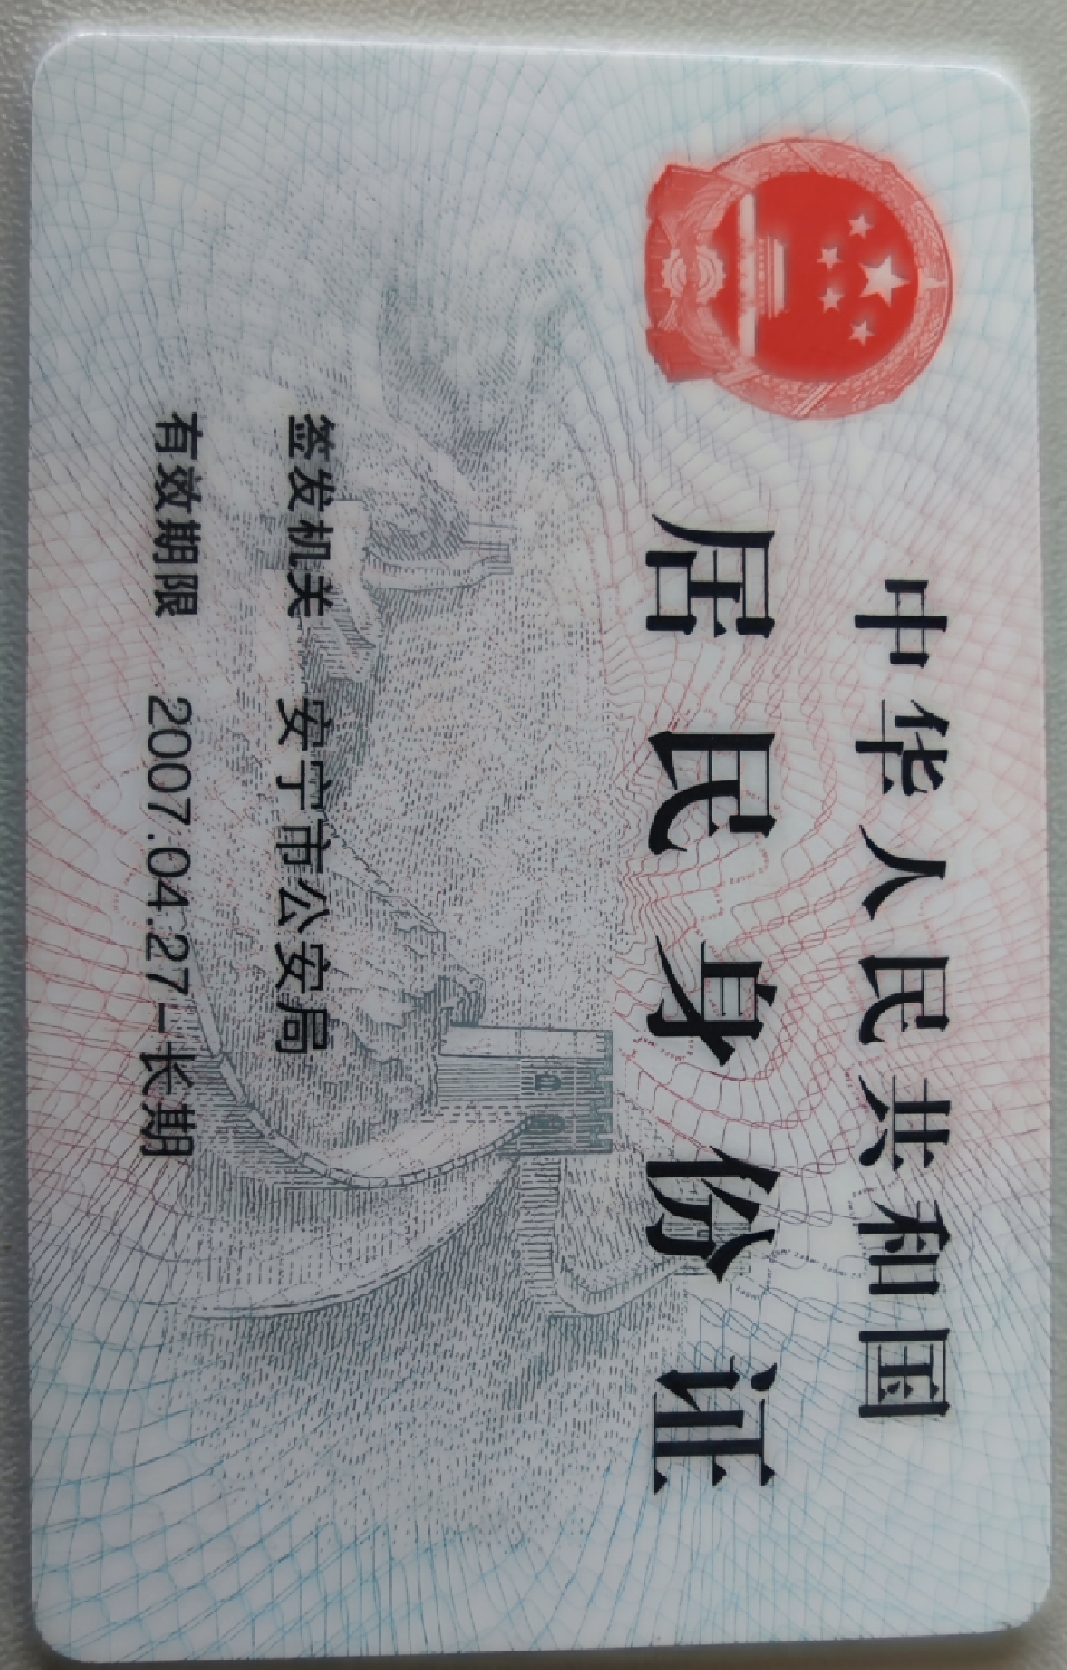 中华人民共和国
居民身份证
签发机关 安宁市公安局
有效期限 2007.04.27-长期